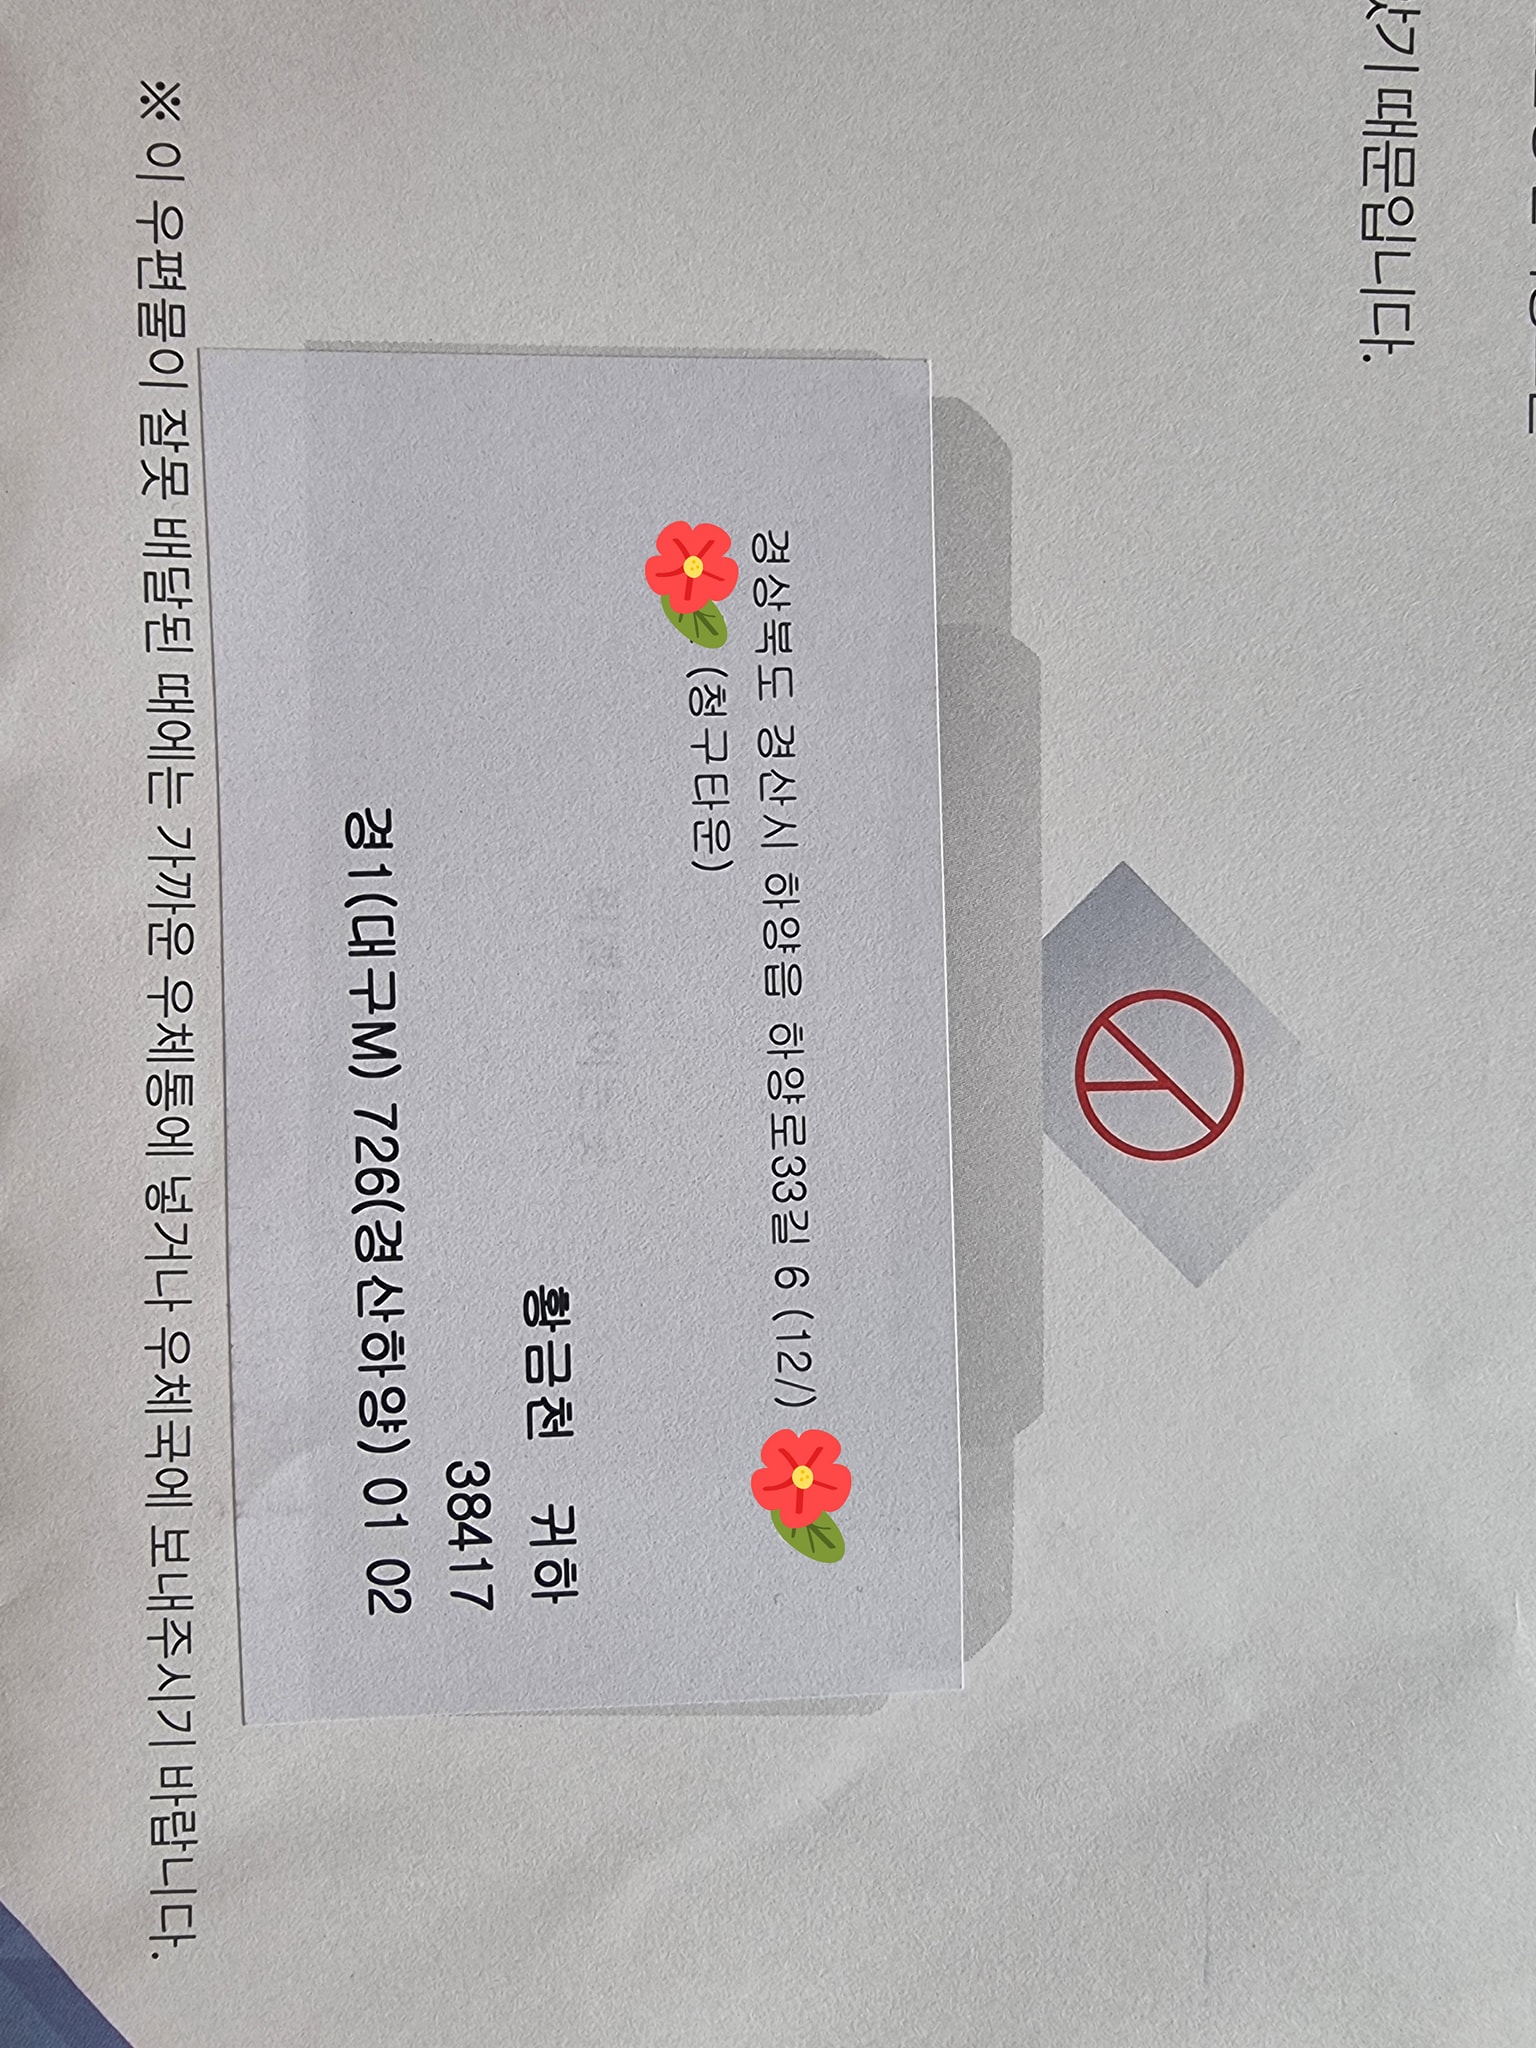 때문입니다.
경상북도 경산시 하양읍 하양로33길 6 (12/)
(청구타운)
황금천 귀하
38417
경1(대구M) 726(경산하양) 01 02
※ 이 우편물이 잘못 배달된 때에는 가까운 우체통에 넣거나 우체국에 보내주시기 바랍니다.